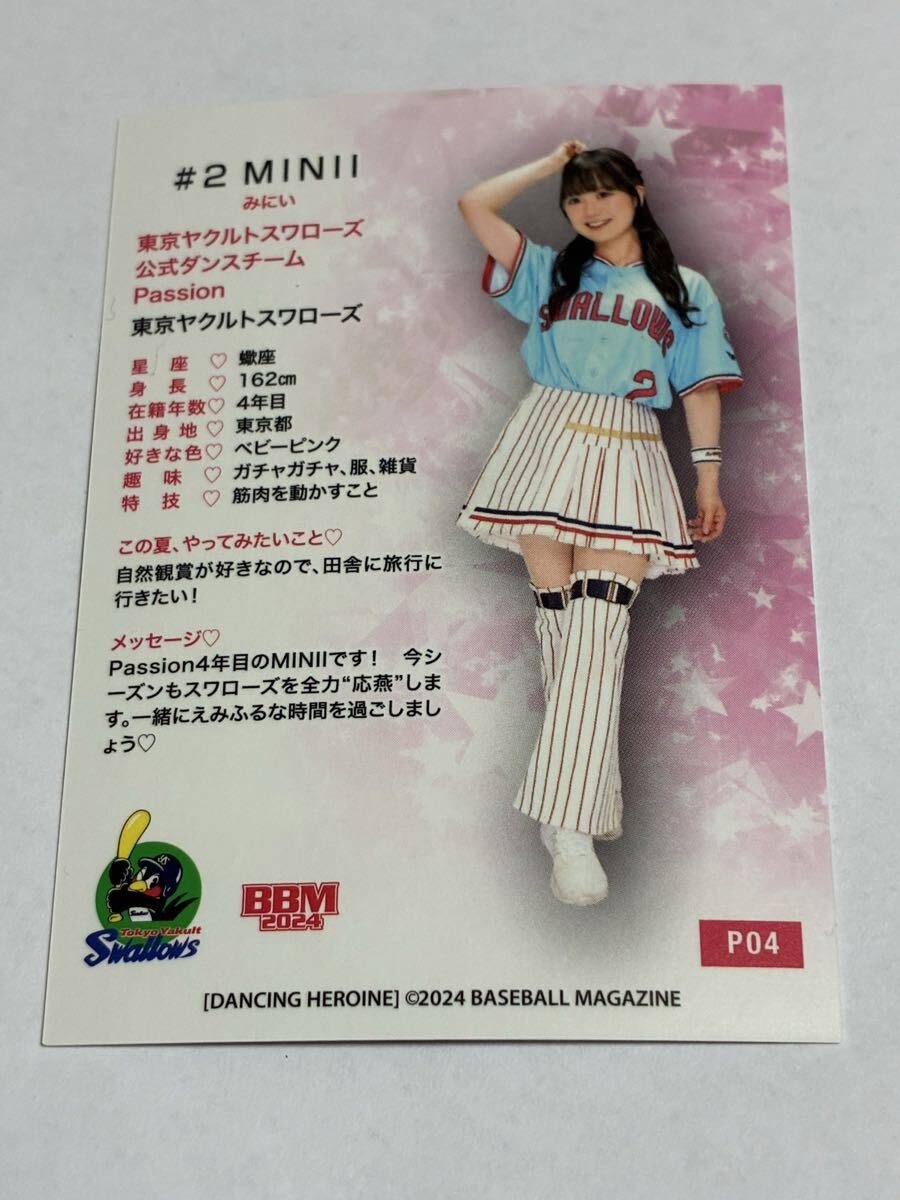 #2 MINII
みにい
東京ヤクルトスワローズ
公式ダンスチーム
Passion
東京ヤクルトスワローズ
星座♡ 蠍座
身長♡ 162cm
在籍年数♡ 4年目
出身地♡ 東京都
好きな色♡ ベビーピンク
趣味♡ ガチャガチャ、服、雑貨
特技♡ 筋肉を動かすこと
この夏、やってみたいこと♡
自然観賞が好きなので、田舎に旅行に
行きたい!
メッセージ♡
Passion4年目のMINIIです! 今シ
ーズンもスワローズを全力“応燕”しま
す。一緒にえみふるな時間を過ごしまし
ょう♡
SWALLOWS
2
Tokyo Yakult
Swallows
BBM
2024
P04
[DANCING HEROINE] ©2024 BASEBALL MAGAZINE